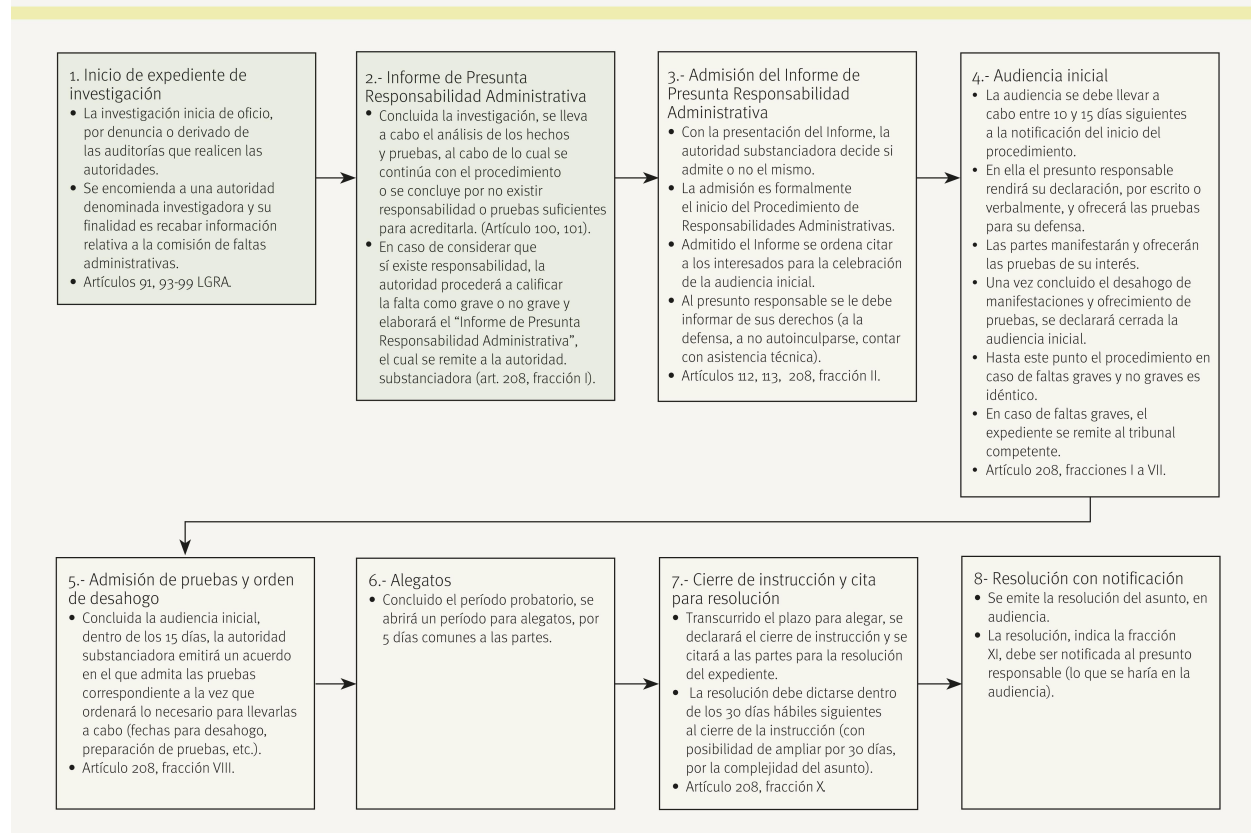 1. Inicio de expediente de
investigación
• La investigación inicia de oficio,
por denuncia o derivado de
las auditorías que realicen las
autoridades.
• Se encomienda a una autoridad
denominada investigadora y su
finalidad es recabar información
relativa a la comisión de faltas
administrativas.
• Artículos 91, 93-99 LGRA.
2.- Informe de Presunta
Responsabilidad Administrativa
• Concluida la investigación, se lleva
a cabo el análisis de los hechos
y pruebas, al cabo de lo cual se
continúa con el procedimiento
o se concluye por no existir
responsabilidad o pruebas suficientes
para acreditarla. (Artículo 100, 101).
• En caso de considerar que
sí existe responsabilidad, la
autoridad procederá a calificar
la falta como grave o no grave y
elaborará el “Informe de Presunta
Responsabilidad Administrativa”,
el cual se remite a la autoridad.
substanciadora (art. 208, fracción I).
3.- Admisión del Informe de
Presunta Responsabilidad
Administrativa
• Con la presentación del Informe, la
autoridad substanciadora decide si
admite o no el mismo.
• La admisión es formalmente
el inicio del Procedimiento de
Responsabilidades Administrativas.
• Admitido el Informe se ordena citar
a los interesados para la celebración
de la audiencia inicial.
• Al presunto responsable se le debe
informar de sus derechos (a la
defensa, a no autoinculparse, contar
con asistencia técnica).
• Artículos 112, 113, 208, fracción II.
4.- Audiencia inicial
• La audiencia se debe llevar a
cabo entre 10 y 15 días siguientes
a la notificación del inicio del
procedimiento.
• En ella el presunto responsable
rendirá su declaración, por escrito o
verbalmente, y ofrecerá las pruebas
para su defensa.
• Las partes manifestarán y ofrecerán
las pruebas de su interés.
• Una vez concluido el desahogo de
manifestaciones y ofrecimiento de
pruebas, se declarará cerrada la
audiencia inicial.
• Hasta este punto el procedimiento en
caso de faltas graves y no graves es
idéntico.
• En caso de faltas graves, el
expediente se remite al tribunal
competente.
• Artículo 208, fracciones I a VII.
5.- Admisión de pruebas y orden
de desahogo
• Concluida la audiencia inicial,
dentro de los 15 días, la autoridad
substanciadora emitirá un acuerdo
en el que admita las pruebas
correspondiente a la vez que
ordenará lo necesario para llevarlas
a cabo (fechas para desahogo,
preparación de pruebas, etc.).
• Artículo 208, fracción VIII.
6.- Alegatos
• Concluido el período probatorio, se
abrirá un período para alegatos, por
5 días comunes a las partes.
7.- Cierre de instrucción y cita
para resolución
• Transcurrido el plazo para alegar, se
declarará el cierre de instrucción y se
citará a las partes para la resolución
del expediente.
• La resolución debe dictarse dentro
de los 30 días hábiles siguientes
al cierre de la instrucción (con
posibilidad de ampliar por 30 días,
por la complejidad del asunto).
• Artículo 208, fracción X.
8- Resolución con notificación
• Se emite la resolución del asunto, en
audiencia.
• La resolución, indica la fracción
XI, debe ser notificada al presunto
responsable (lo que se haría en la
audiencia).